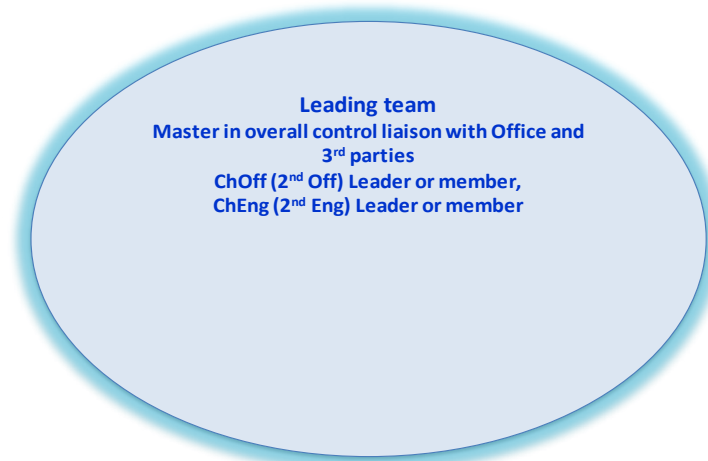 Leading team
Master in overall control liaison with Office and
3rd parties
ChOff (2nd Off) Leader or member,
ChEng (2nd Eng) Leader or member